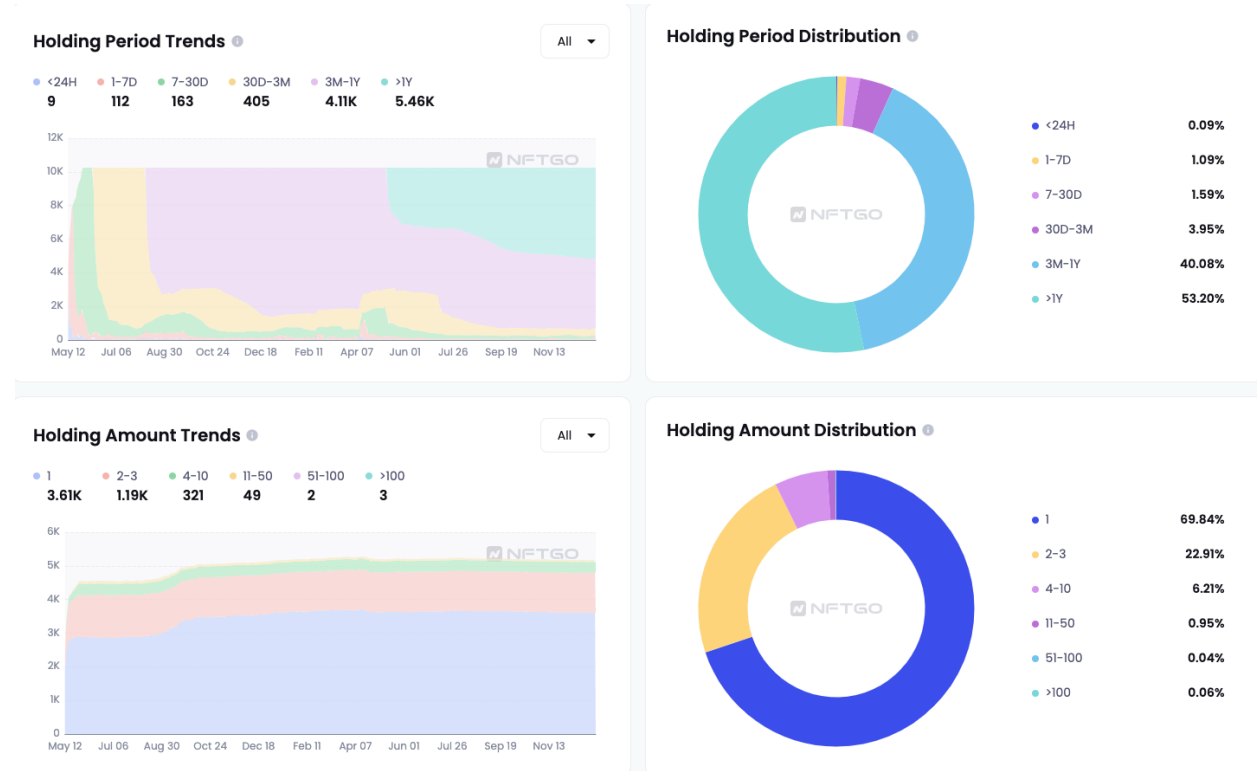 Holding Period Trends
All
<24H 1-7D 7-30D 30D-3M 3M-1Y >1Y
9 112 163 405 4.11K 5.46K
12K
NFTGO
10K
8K
6K
4K
2K
0
May 12 Jul 06 Aug 30 Oct 24 Dec 18 Feb 11 Apr 07 Jun 01 Jul 26 Sep 19 Nov 13
Holding Period Distribution
NFTGO
<24H 0.09%
1-7D 1.09%
7-30D 1.59%
30D-3M 3.95%
3M-1Y 40.08%
>1Y 53.20%
Holding Amount Trends
All
1 2-3 4-10 11-50 51-100 >100
3.61K 1.19K 321 49 2 3
6K
NFTGO
5K
4K
3K
2K
1K
0
May 12 Jul 06 Aug 30 Oct 24 Dec 18 Feb 11 Apr 07 Jun 01 Jul 26 Sep 19 Nov 13
Holding Amount Distribution
NFTGO
1 69.84%
2-3 22.91%
4-10 6.21%
11-50 0.95%
51-100 0.04%
>100 0.06%